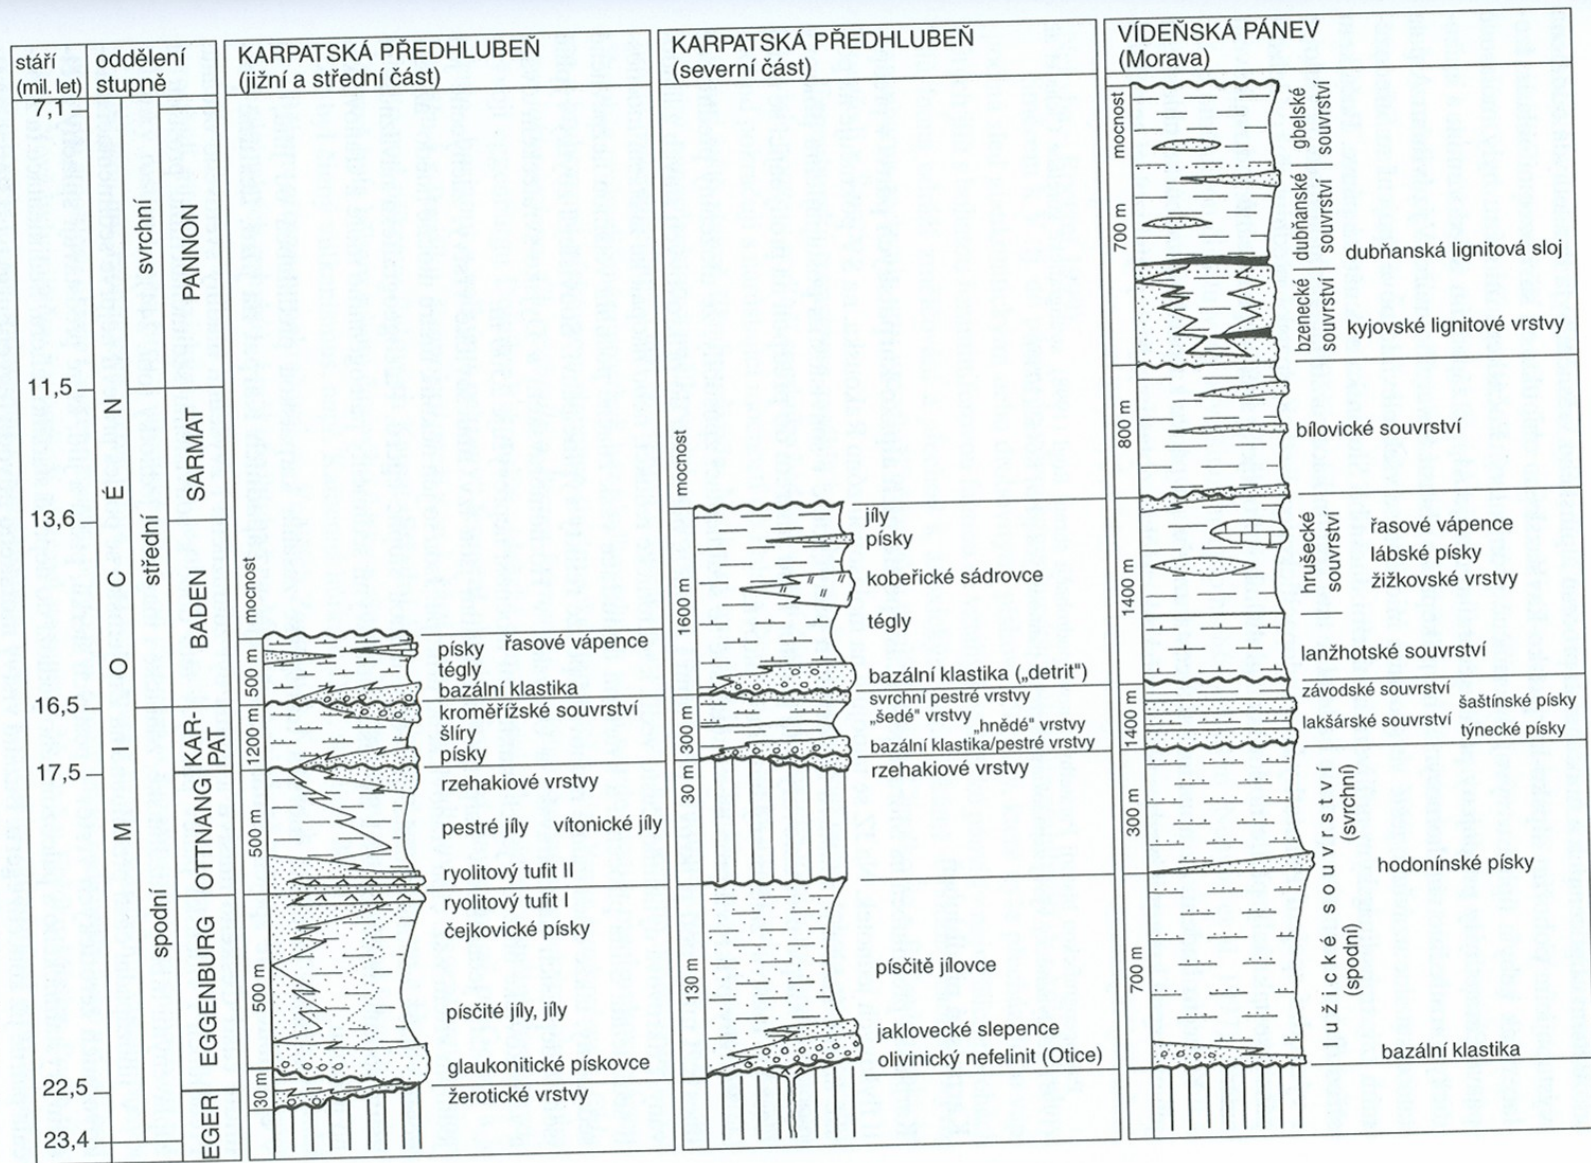 stáří
(mil. let)
oddělení
stupně
7,1
11,5
13,6
16,5
17,5
22,5
23,4
MIOCÉN
svrchní
střední
spodní
PANNON
SARMAT
BADEN
KAR-
PAT
OTTNANG
EGGENBURG
EGER
KARPATSKÁ PŘEDHLUBEŇ
(jižní a střední část)
mocnost
500 m
1200 m
500 m
500 m
30 m
písky řasové vápence
tégly
bazální klastika
kroměřížské souvrství
šlíry
písky
rzehakiové vrstvy
pestré jíly vítonické jíly
ryolitový tufit II
ryolitový tufit I
čejkovické písky
písčité jíly, jíly
glaukonitické pískovce
žerotické vrstvy
KARPATSKÁ PŘEDHLUBEŇ
(severní část)
mocnost
1600 m
300 m
30 m
130 m
jíly
písky
kobeřické sádrovce
tégly
bazální klastika („detrit“)
svrchní pestré vrstvy
„šedé“ vrstvy „hnědé“ vrstvy
bazální klastika/pestré vrstvy
rzehakiové vrstvy
písčité jílovce
jaklovecké slepence
olivinický nefelinit (Otice)
VÍDEŇSKÁ PÁNEV
(Morava)
mocnost
700 m
800 m
1400 m
1400 m
300 m
700 m
gbelské
souvrství
dubňanské
souvrství
dubňanská lignitová sloj
bzenecké
souvrství
kyjovské lignitové vrstvy
bílovické souvrství
hrušecké
souvrství
řasové vápence
lábské písky
žižkovské vrstvy
lanžhotské souvrství
závodské souvrství šaštínské písky
lakšárské souvrství týnecké písky
lužické souvrství
(svrchní)
(spodní)
hodonínské písky
bazální klastika